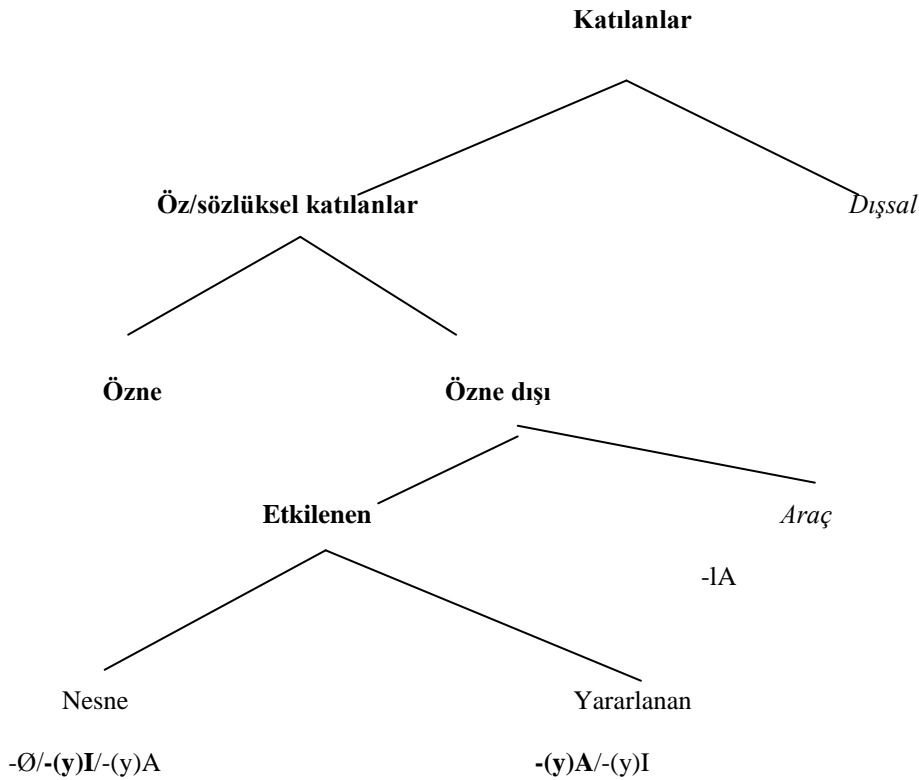 Katılanlar
Öz/sözlüksel katılanlar Dışsal
Özne Özne dışı
Etkilenen Araç
-lA
Nesne Yararlanan
-Ø/-(y)I/-(y)A -(y)A/-(y)I